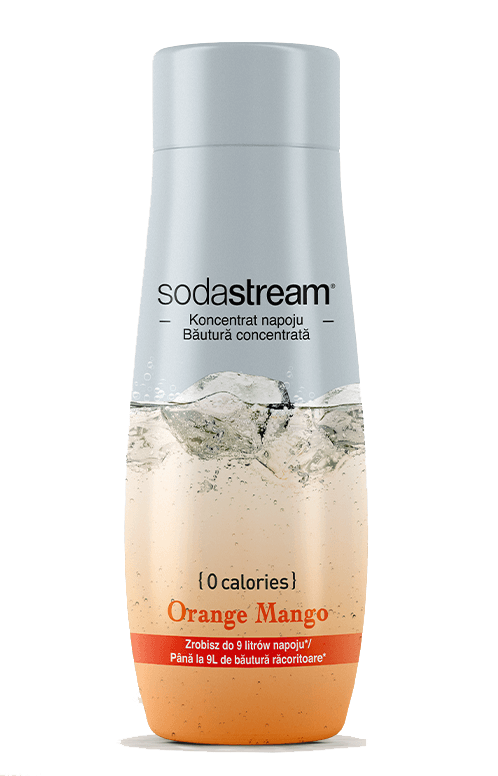 sodastream®
Koncentrat napoju
Băutură concentrată
{0 calories}
Orange Mango
Zrobisz do 9 litrów napoju*/
Până la 9L de băutură răcoritoare*